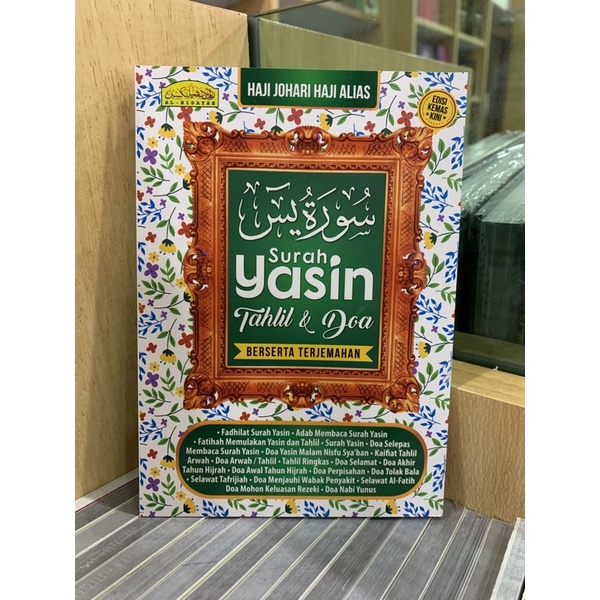 HAJI JOHARI HAJI ALIAS
AL-HIDAYAH
EDISI
KEMAS
• KINI •
سُورَةُ يس
Surah
yasin
Tahlil & Doa
BERSERTA TERJEMAHAN
• Fadhilat Surah Yasin • Adab Membaca Surah Yasin
• Fatihah Memulakan Yasin dan Tahlil • Surah Yasin • Doa Selepas
Membaca Surah Yasin • Doa Yasin Malam Nisfu Sya'ban • Kaifiat Tahlil
Arwah • Doa Arwah / Tahlil • Tahlil Ringkas • Doa Selamat • Doa Akhir
Tahun Hijrah • Doa Awal Tahun Hijrah • Doa Perpisahan • Doa Tolak Bala
• Selawat Tafrijiah • Doa Menjauhi Wabak Penyakit • Selawat Al-Fatih
Doa Mohon Keluasan Rezeki • Doa Nabi Yunus